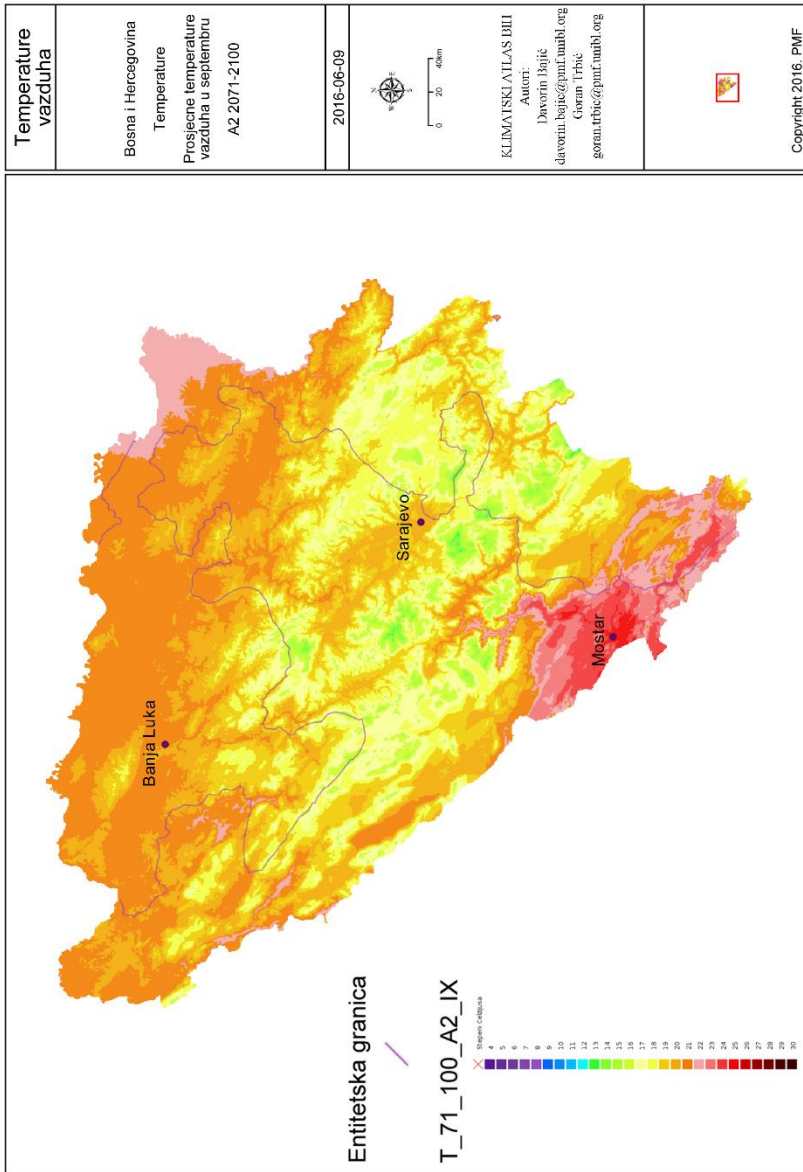 Temperature
vazduha
Bosna i Hercegovina
Temperature
Prosjecne temperature
vazduha u septembru
A2 2071-2100
2016-06-09
N
W
E
S
0 20 40km
KLIMATSKI ATLAS BIH
Autori:
Davorin Bajić
davorin.bajic@pmf.unibl.org
Goran Trbić
goran.trbic@pmf.unibl.org
Copyright 2016. PMF
Banja Luka
Sarajevo
Mostar
Entitetska granica
T_71_100_A2_IX
Stepeni Celzijusa
4
5
6
7
8
9
10
11
12
13
14
15
16
17
18
19
20
21
22
23
24
25
26
27
28
29
30